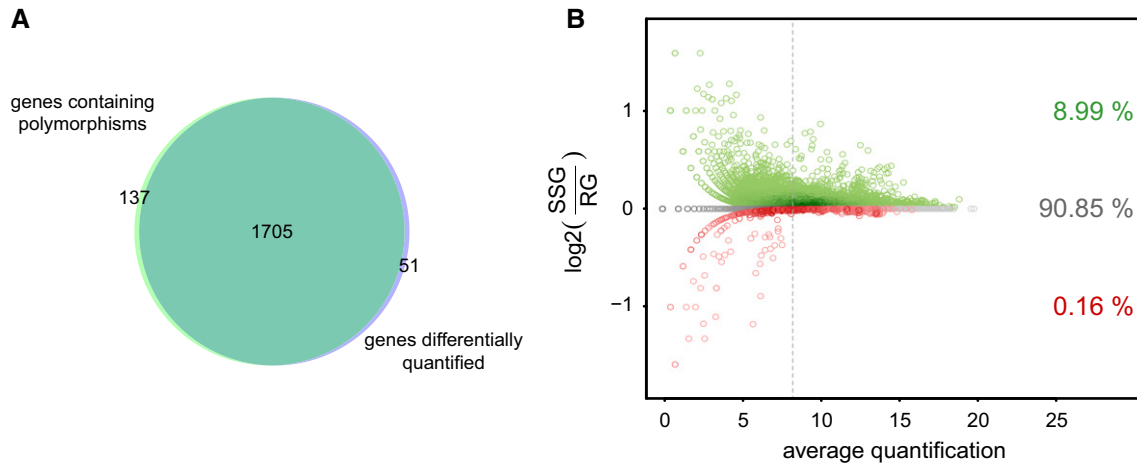 A
genes containing
polymorphisms
137
1705
51
genes differentially
quantified
B
log2(SSG/RG)
1
0
−1
8.99 %
90.85 %
0.16 %
0 5 10 15 20 25
average quantification